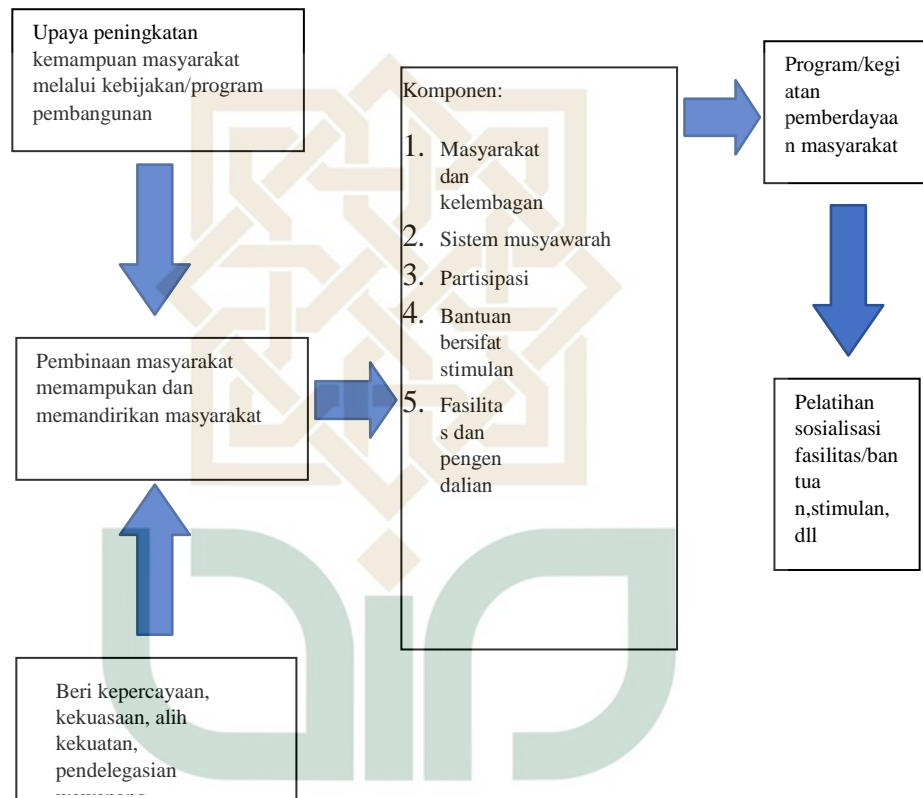 Upaya peningkatan
kemampuan masyarakat
melalui kebijakan/program
pembangunan
Pembinaan masyarakat
memampukan dan
memandirikan masyarakat
Beri kepercayaan,
kekuasaan, alih
kekuatan,
pendelegasian
Komponen:
1. Masyarakat
dan
kelembagan
2. Sistem musyawarah
3. Partisipasi
4. Bantuan
bersifat
stimulan
5. Fasilita
s dan
pengen
dalian
Program/kegi
atan
pemberdayaa
n masyarakat
Pelatihan
sosialisasi
fasilitas/ban
tua
n,stimulan,
dll